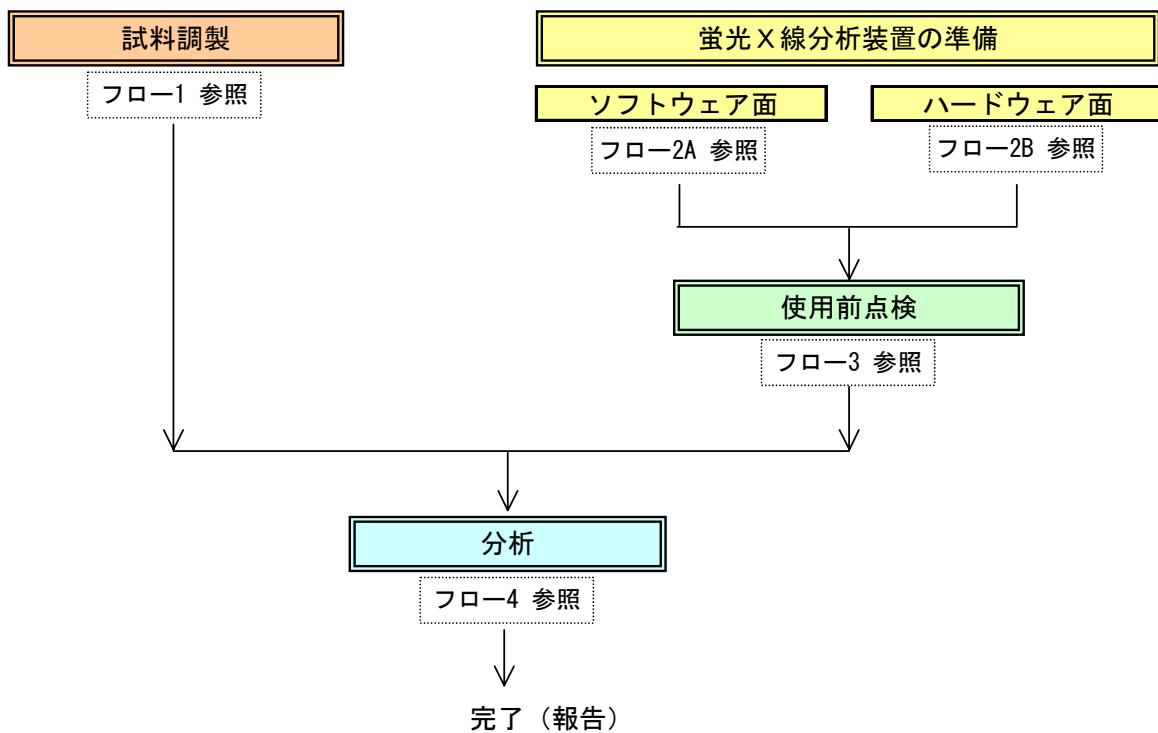 試料調製
フロー1 参照
蛍光X線分析装置の準備
ソフトウェア面
フロー2A 参照
ハードウェア面
フロー2B 参照
使用前点検
フロー3 参照
分析
フロー4 参照
完了（報告）